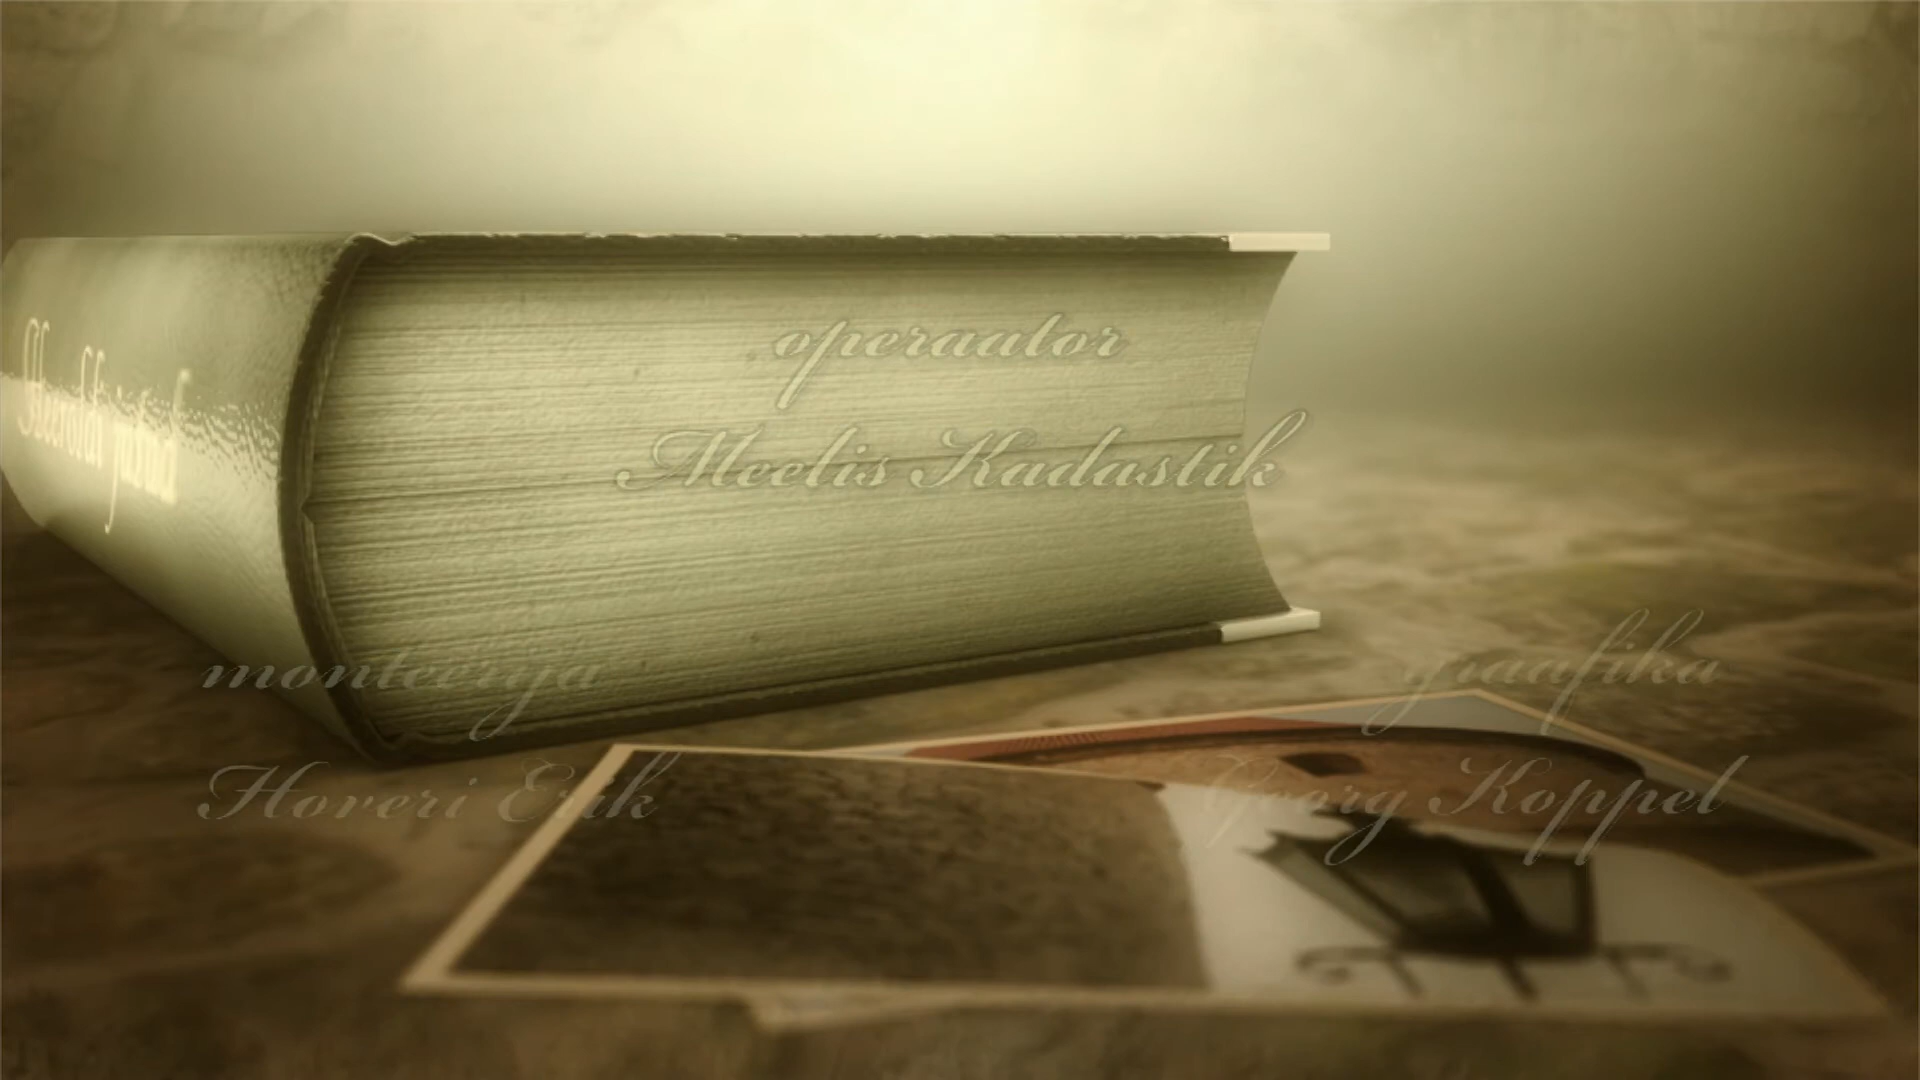 operaator
Meelis Kadastik
monteerija
Hoveri Erik
graafika
Georg Koppel